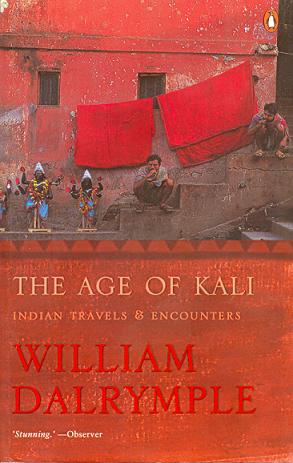 THE AGE OF KALI
INDIAN TRAVELS & ENCOUNTERS
WILLIAM
DALRYMPLE
'Stunning.' —Observer